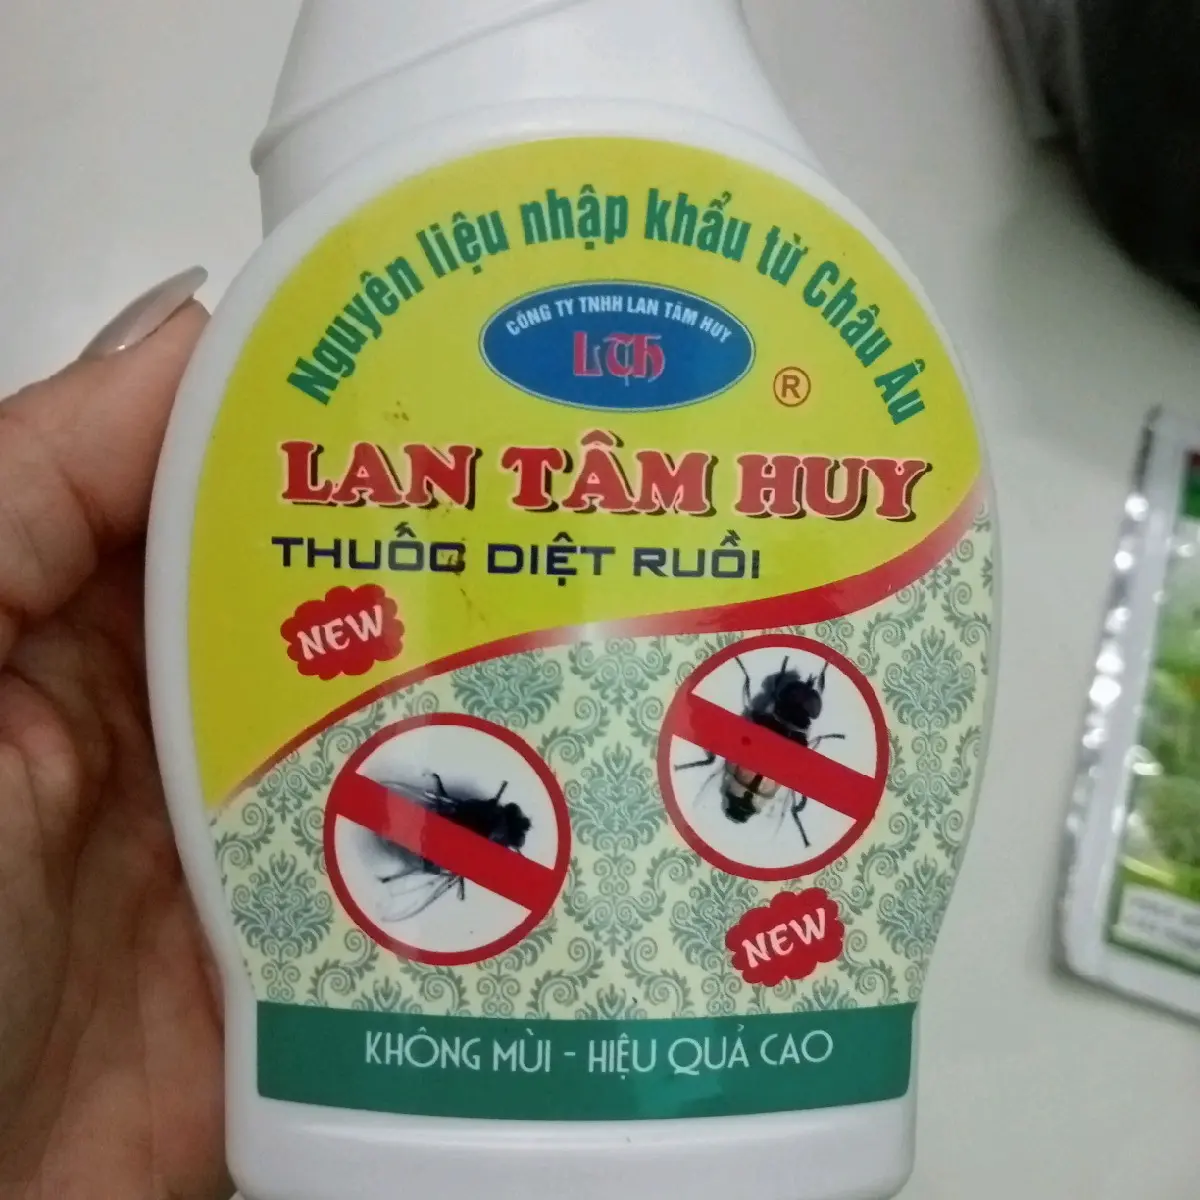 Nguyên liệu nhập khẩu từ Châu Âu
CÔNG TY TNHH LAN TÂM HUY
LTh
®
LAN TÂM HUY
THUỐC DIỆT RUỒI
NEW
NEW
KHÔNG MÙI - HIỆU QUẢ CAO